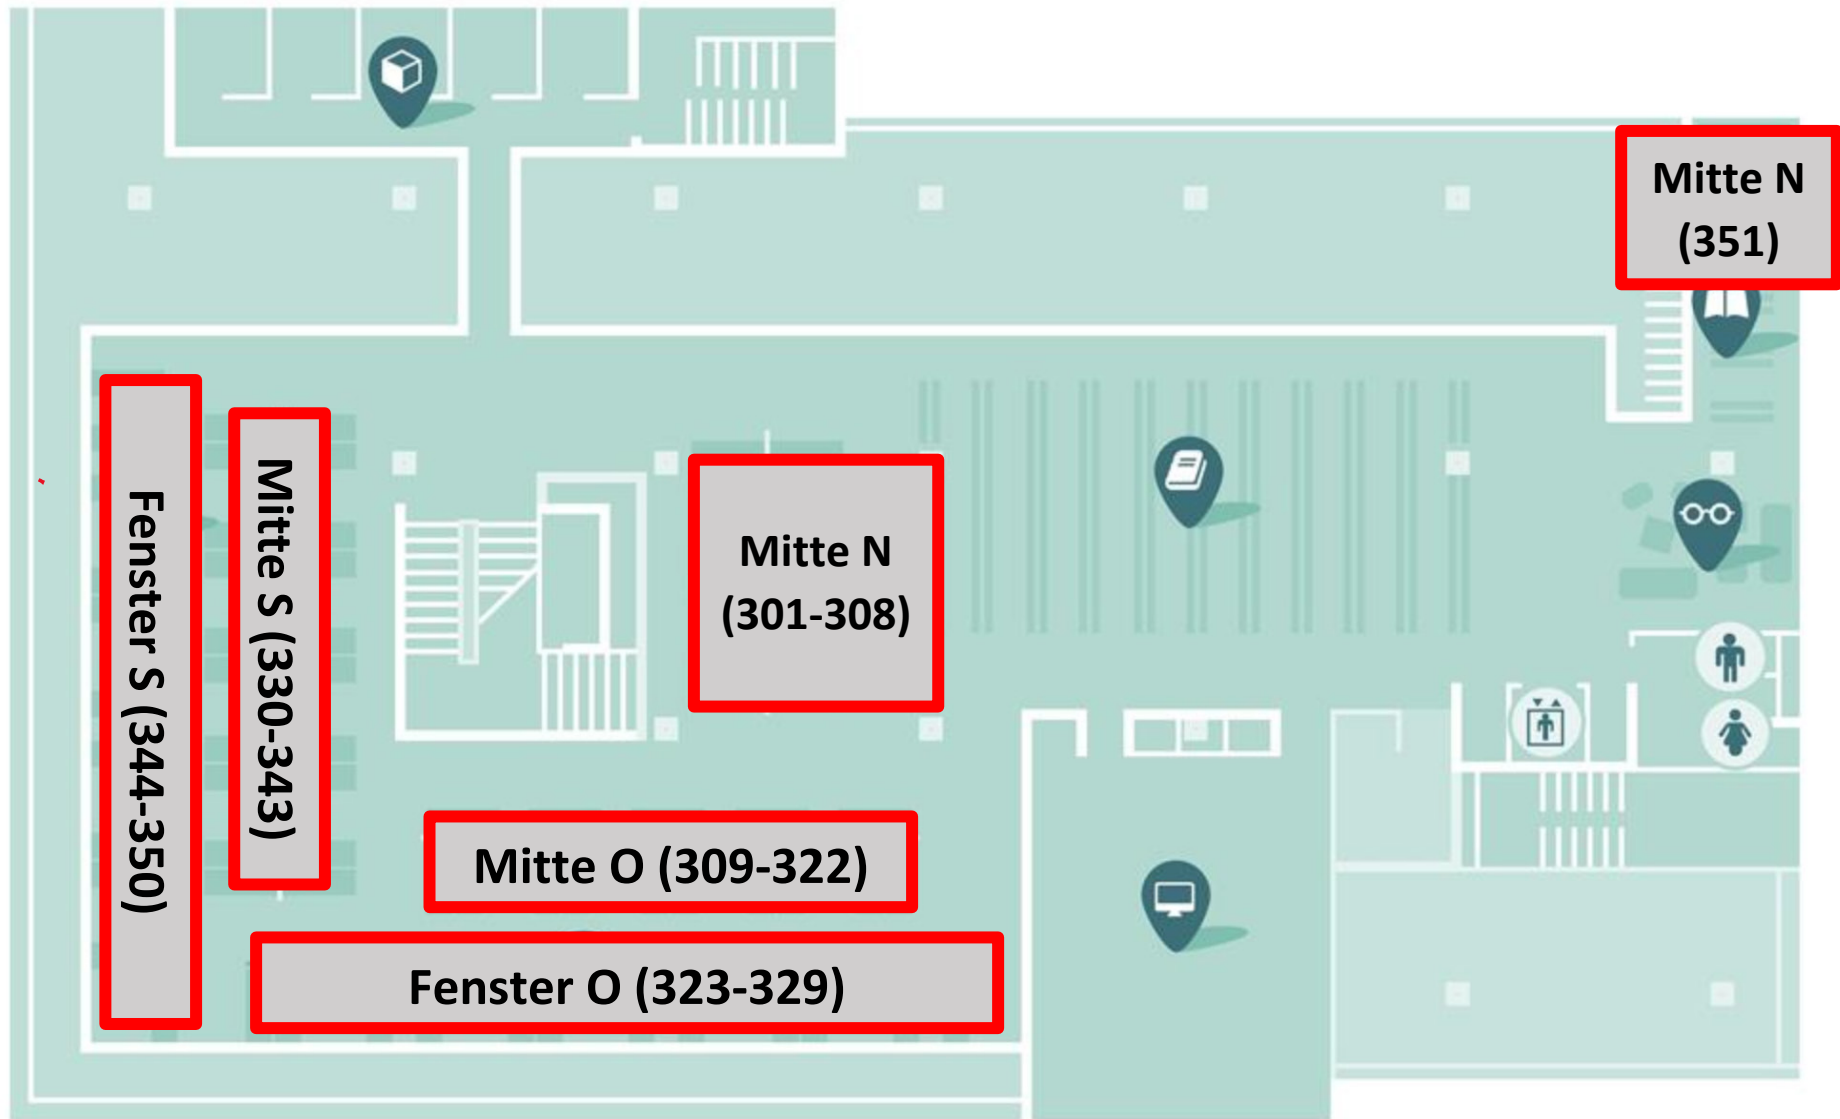 Mitte N
(351)
Fenster S (344-350)
Mitte S (330-343)
Mitte N
(301-308)
Mitte O (309-322)
Fenster O (323-329)